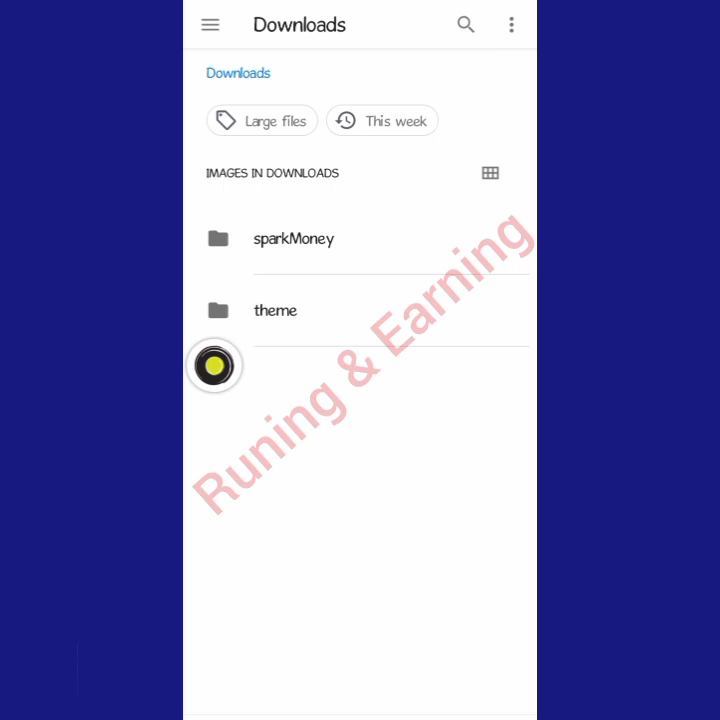 Downloads
Downloads
Large files
This week
IMAGES IN DOWNLOADS
sparkMoney
theme
Runing & Earning